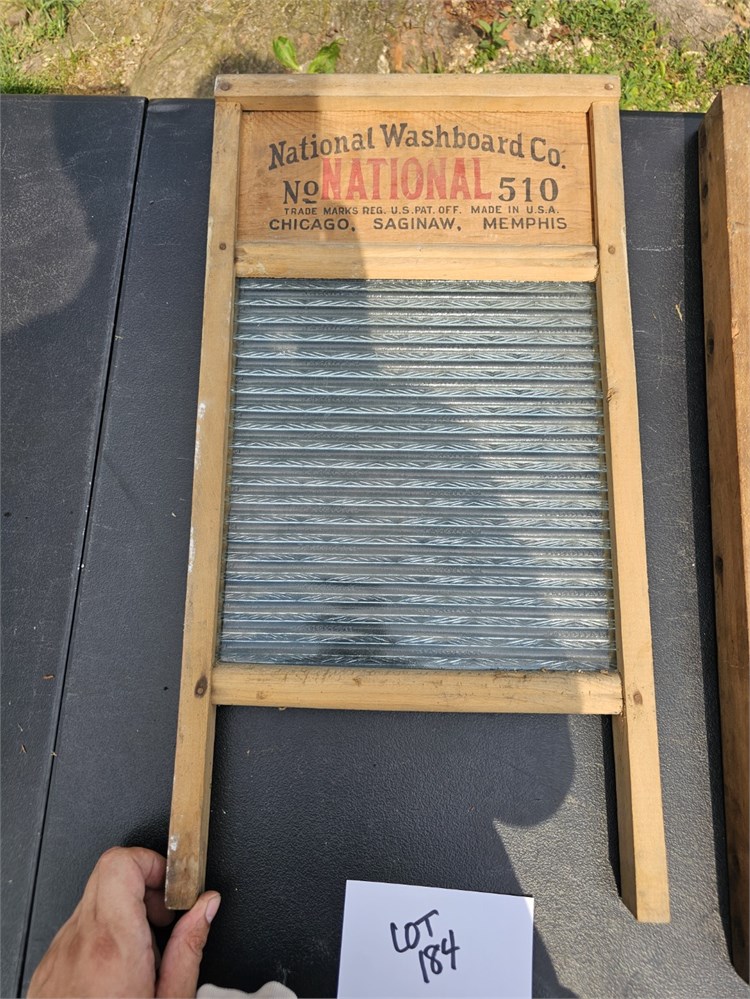 National Washboard Co.
No NATIONAL 510
TRADE MARKS REG. U.S. PAT. OFF. MADE IN U.S.A.
CHICAGO, SAGINAW, MEMPHIS
LOT
184